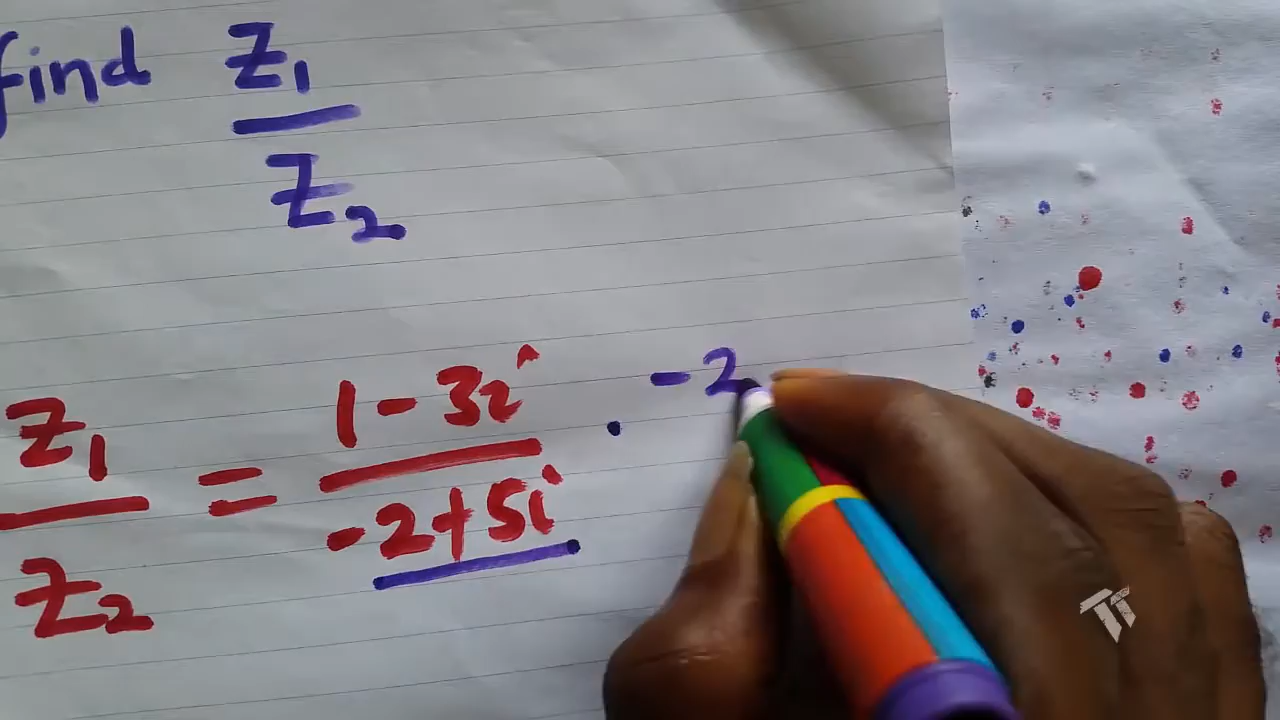 find Z1
Z2
Z1 = 1 - 3i . -2
Z2 -2+5i